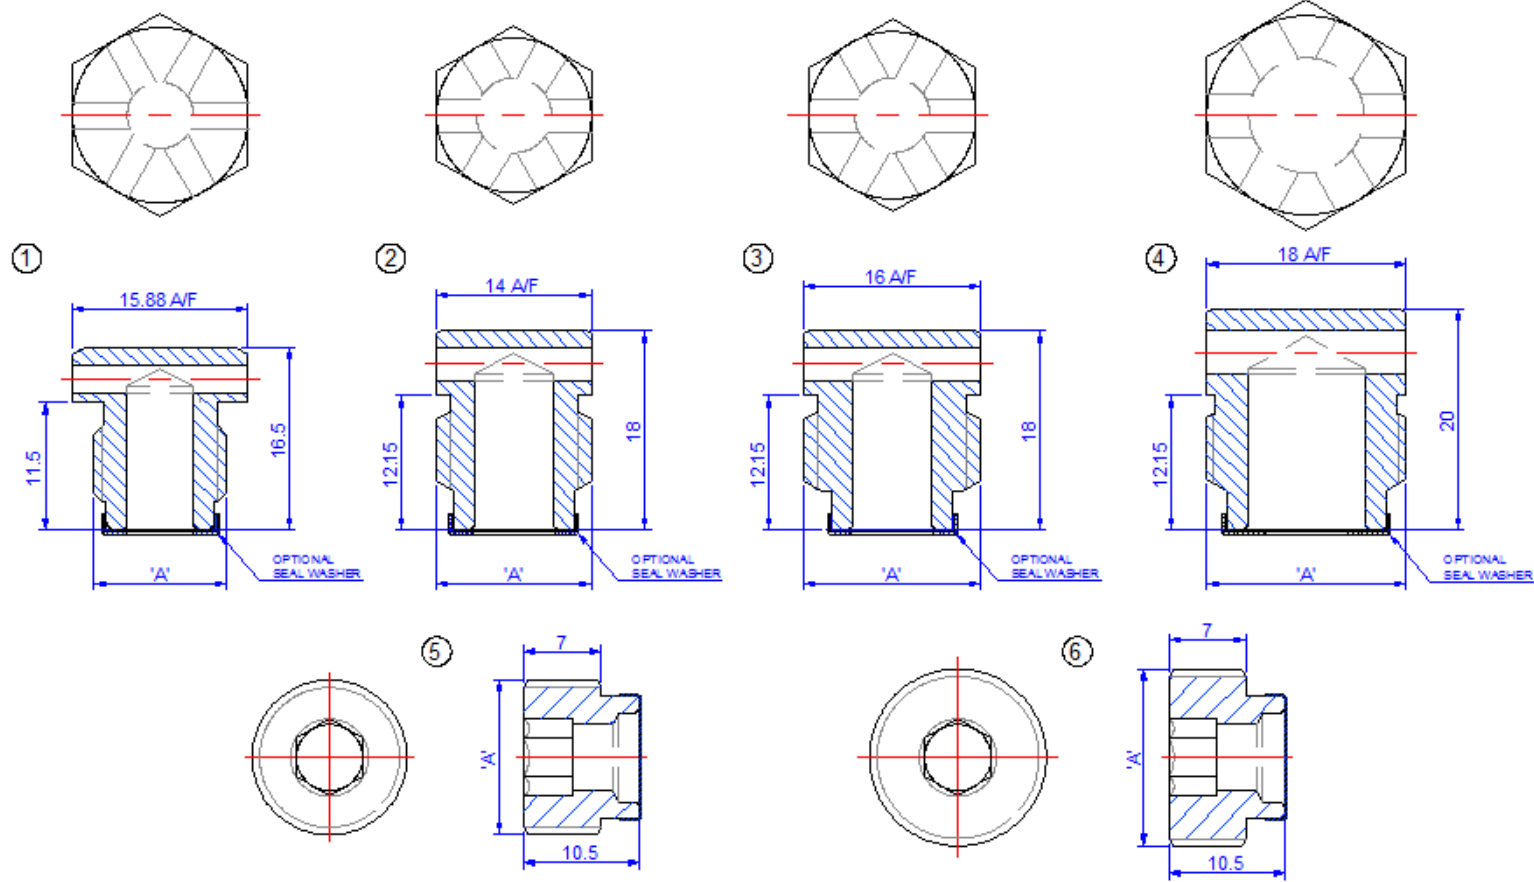 1
2
3
4
15.88 A/F
14 A/F
16 A/F
18 A/F
11.5
16.5
12.15
18
12.15
18
12.15
20
OPTIONAL
SEAL WASHER
OPTIONAL
SEAL WASHER
OPTIONAL
SEAL WASHER
OPTIONAL
SEAL WASHER
'A'
'A'
'A'
'A'
5
7
'A'
10.5
6
7
'A'
10.5